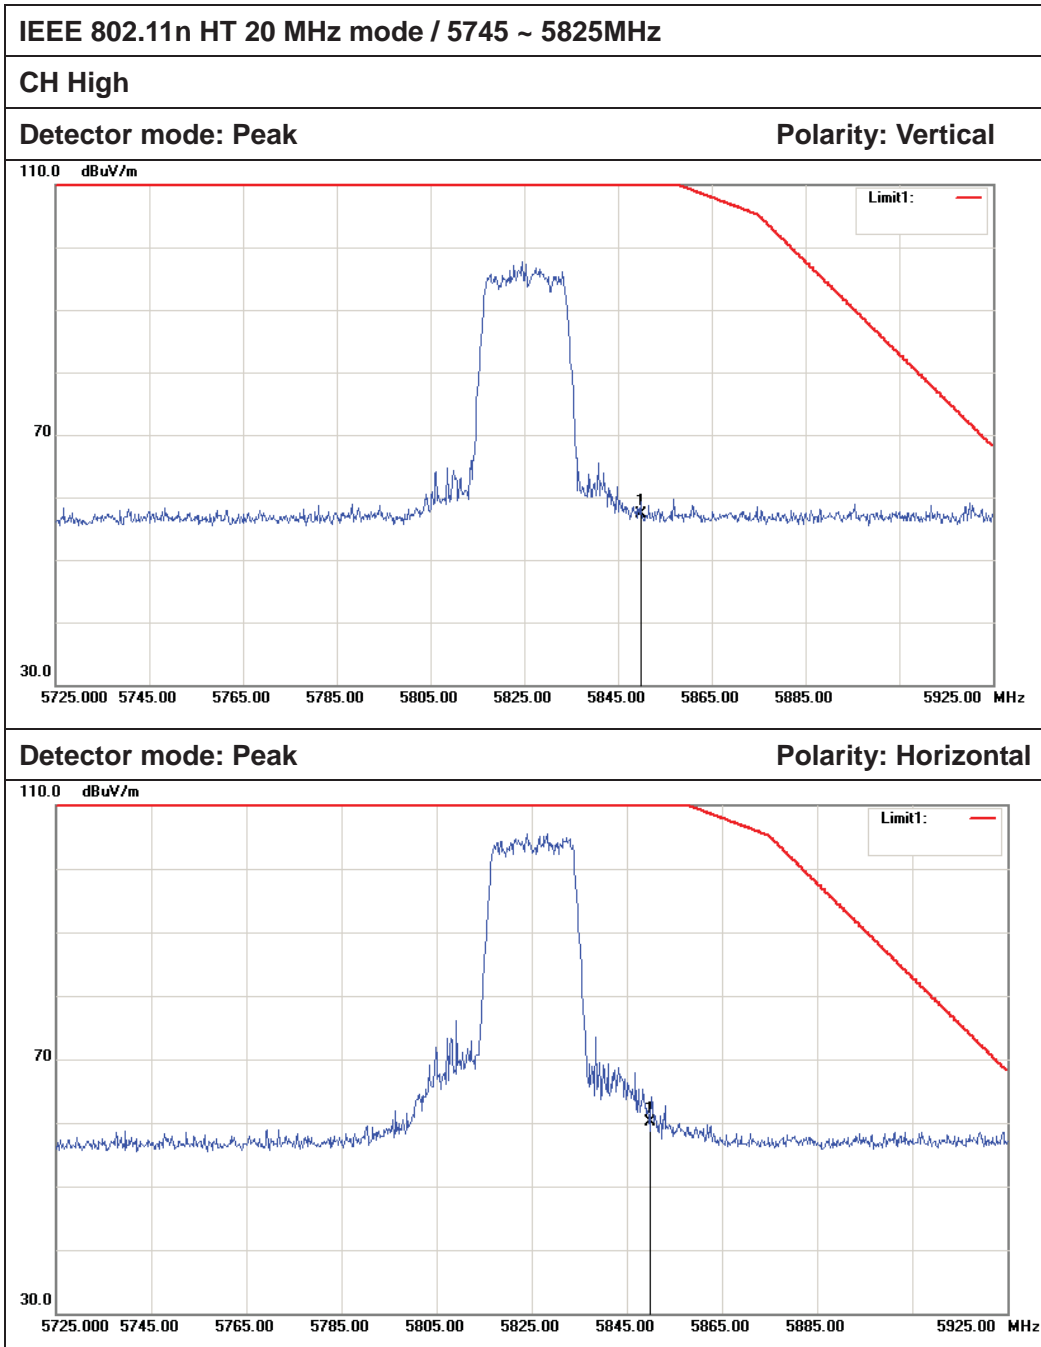 IEEE 802.11n HT 20 MHz mode / 5745 ~ 5825MHz
CH High
Detector mode: Peak Polarity: Vertical
110.0 dBuV/m
Limit1:
70
1
30.0
5725.000 5745.00 5765.00 5785.00 5805.00 5825.00 5845.00 5865.00 5885.00 5925.00 MHz
Detector mode: Peak Polarity: Horizontal
110.0 dBuV/m
Limit1:
70
1
30.0
5725.000 5745.00 5765.00 5785.00 5805.00 5825.00 5845.00 5865.00 5885.00 5925.00 MHz